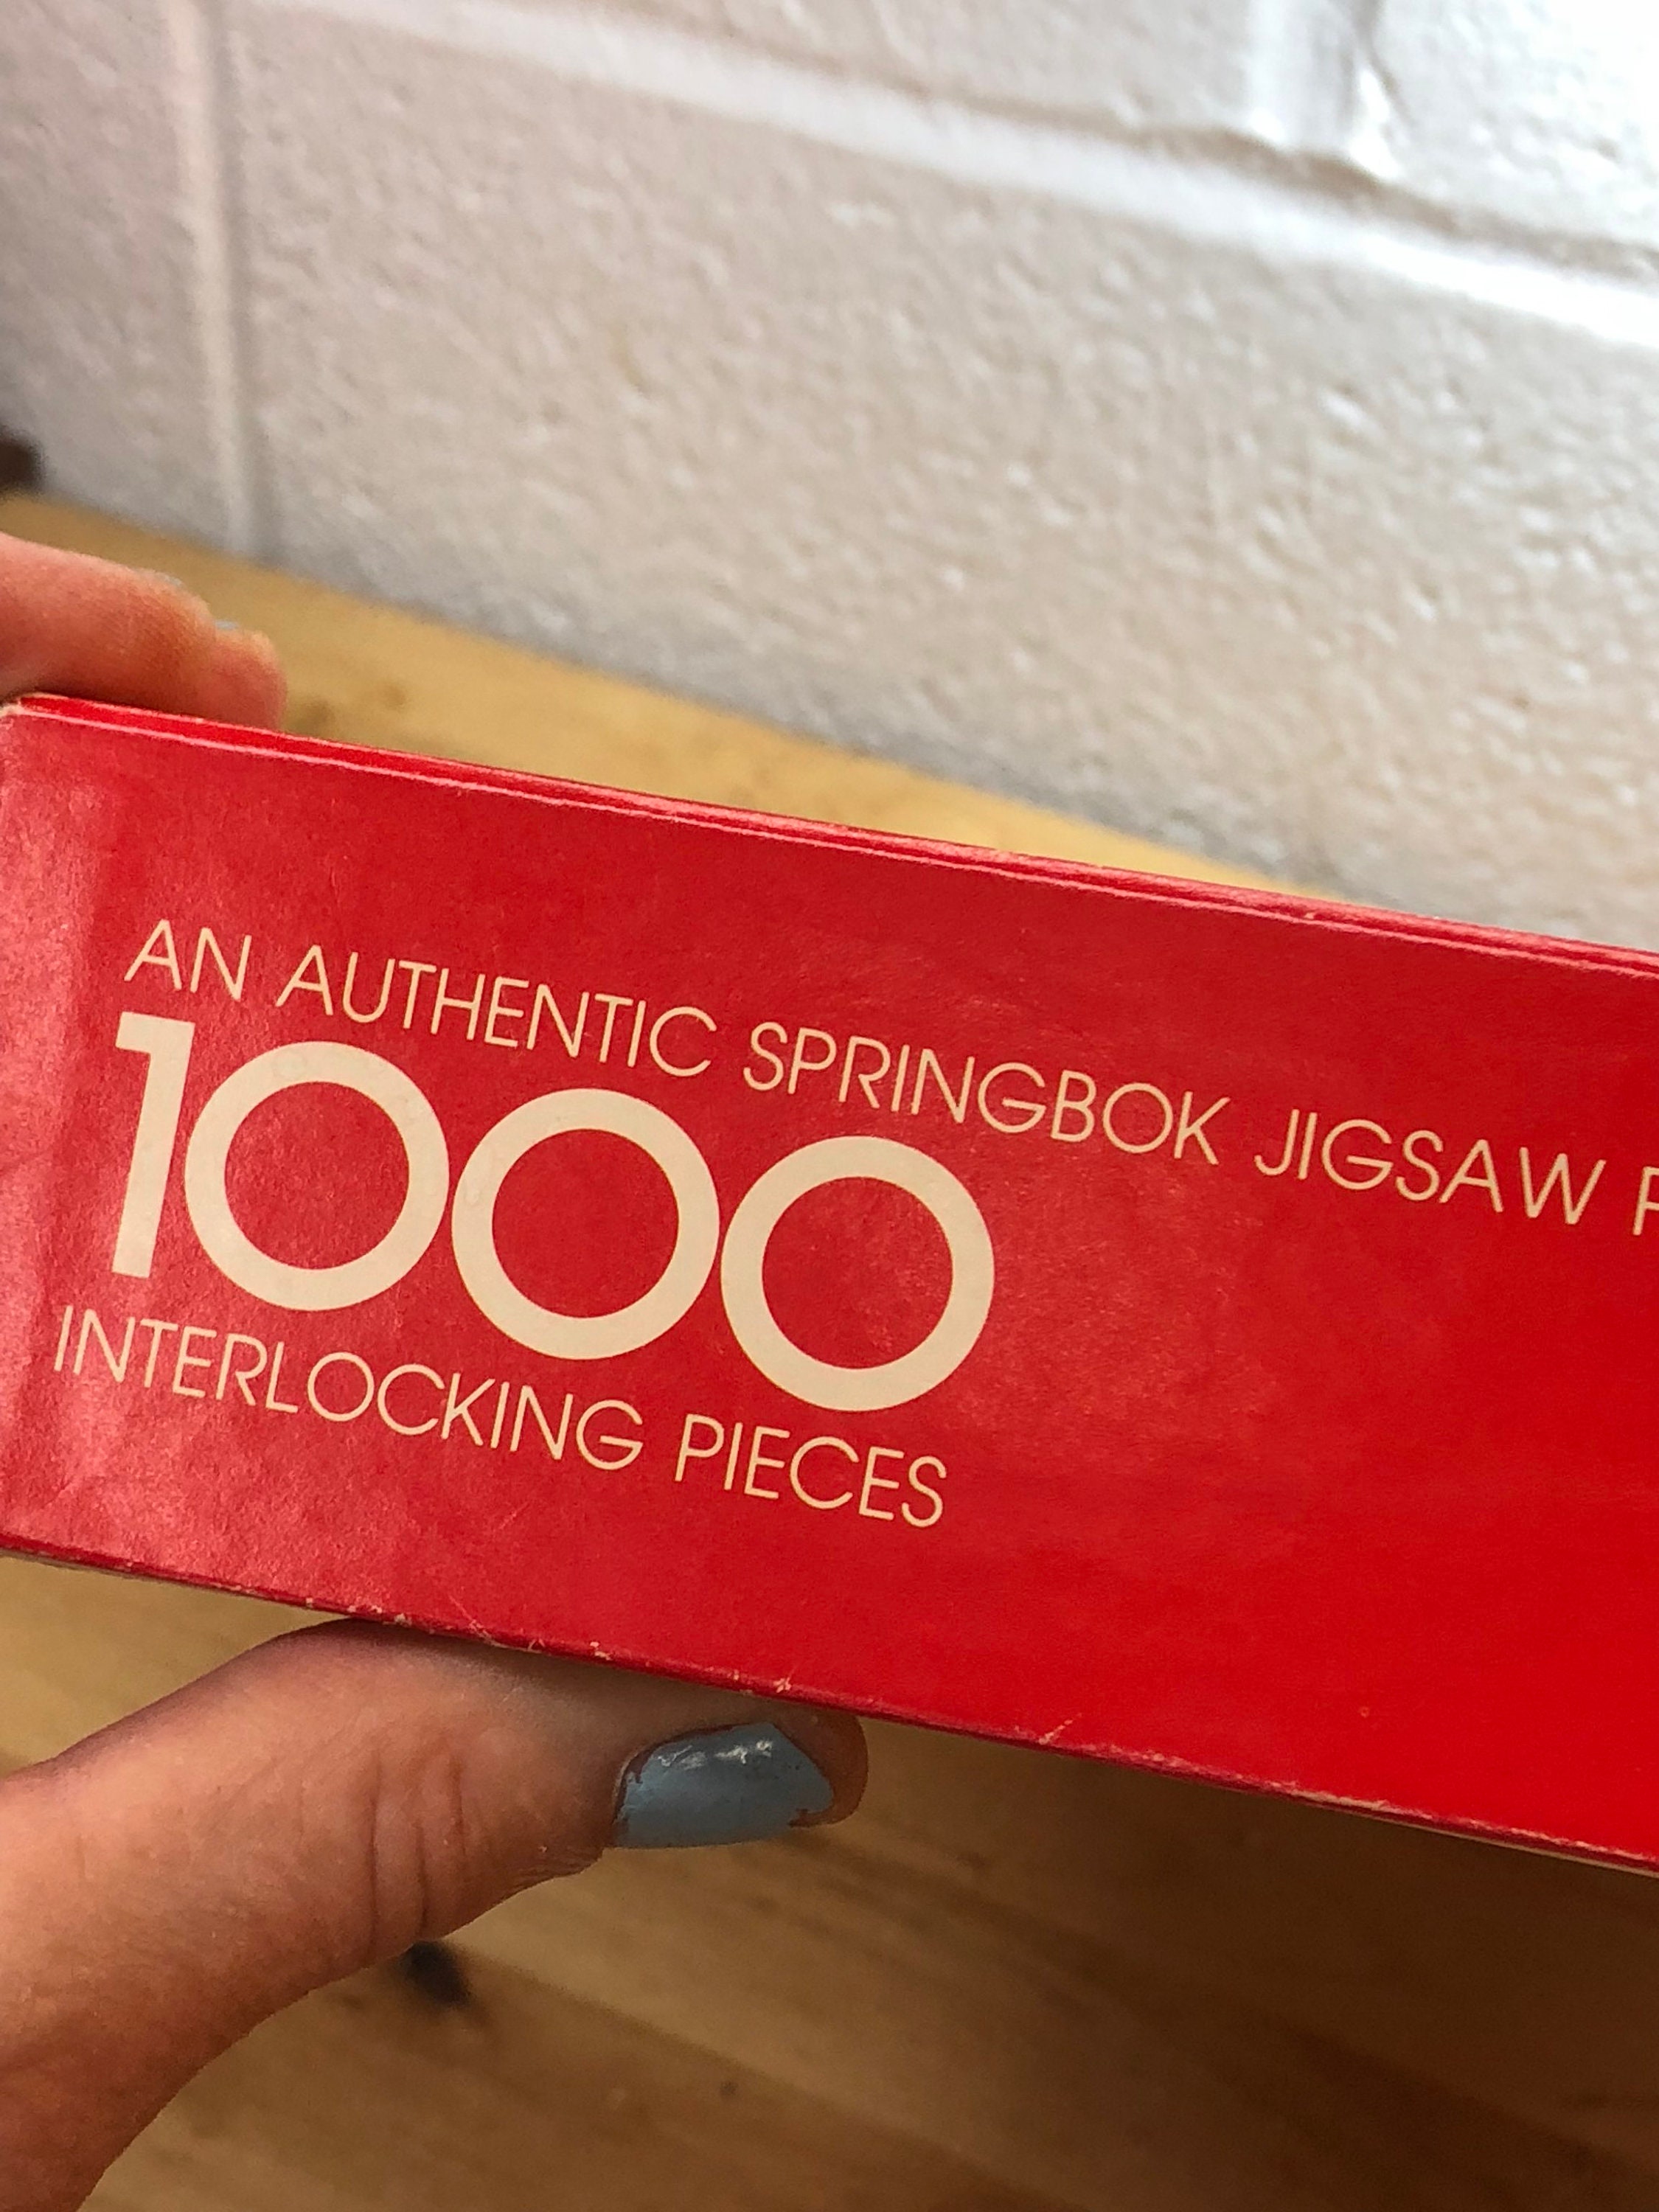 AN AUTHENTIC SPRINGBOK JIGSAW
1000
INTERLOCKING PIECES